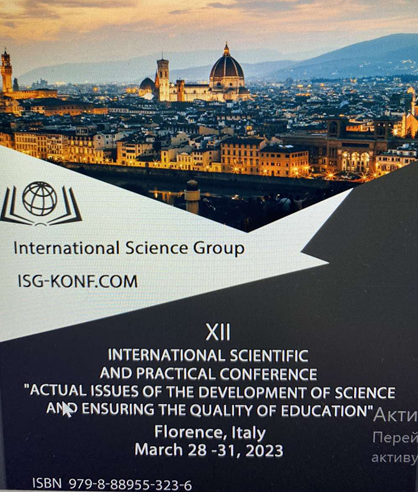 International Science Group
ISG-KONF.COM
XII
INTERNATIONAL SCIENTIFIC
AND PRACTICAL CONFERENCE
"ACTUAL ISSUES OF THE DEVELOPMENT OF SCIENCE
AND ENSURING THE QUALITY OF EDUCATION"
Florence, Italy
March 28 -31, 2023
ISBN 979-8-88955-323-6
Акти
Перей
актив